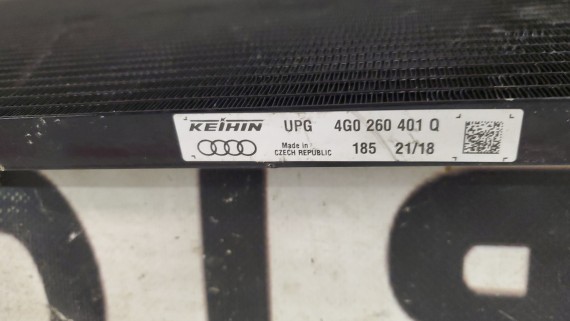 KEIHIN UPG 4G0 260 401 Q
Made in CZECH REPUBLIC 185 21/18